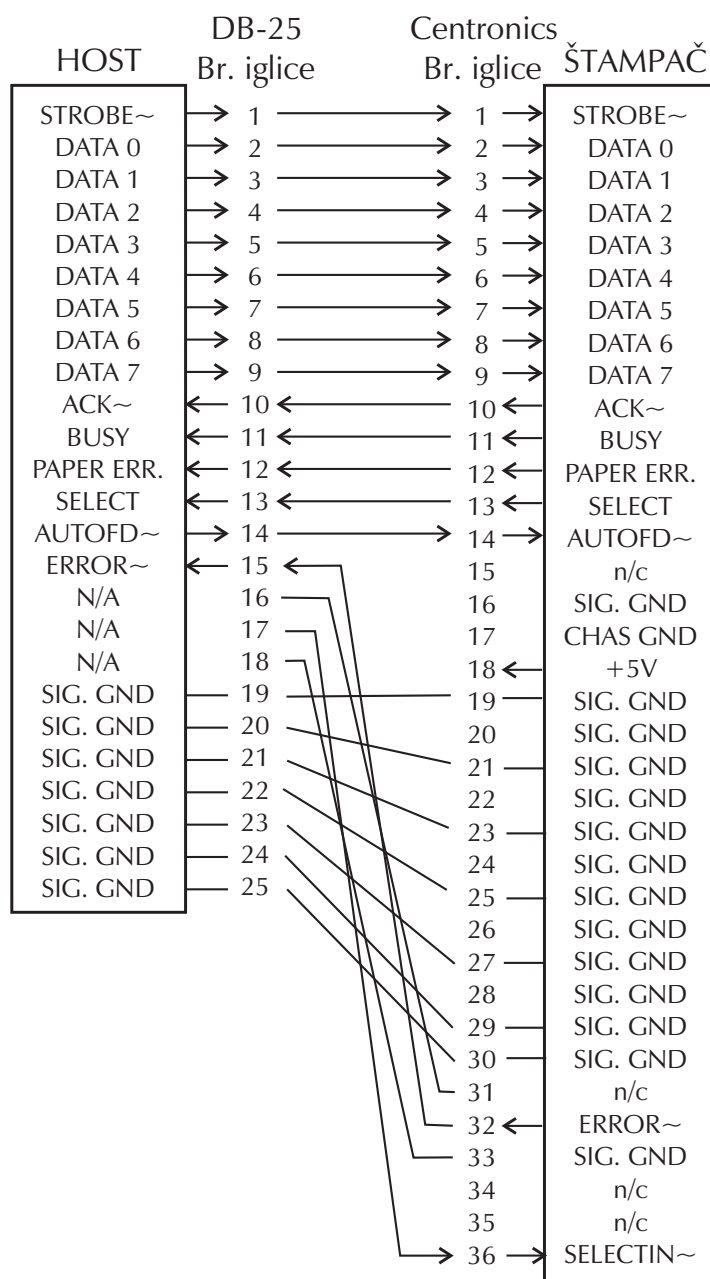 DB-25 Centronics
HOST Br. iglice Br. iglice ŠTAMPAČ
STROBE~ 1 1 STROBE~
DATA 0 2 2 DATA 0
DATA 1 3 3 DATA 1
DATA 2 4 4 DATA 2
DATA 3 5 5 DATA 3
DATA 4 6 6 DATA 4
DATA 5 7 7 DATA 5
DATA 6 8 8 DATA 6
DATA 7 9 9 DATA 7
ACK~ 10 10 ACK~
BUSY 11 11 BUSY
PAPER ERR. 12 12 PAPER ERR.
SELECT 13 13 SELECT
AUTOFD~ 14 14 AUTOFD~
ERROR~ 15 15 n/c
N/A 16 16 SIG. GND
N/A 17 17 CHAS GND
N/A 18 18 +5V
SIG. GND 19 19 SIG. GND
SIG. GND 20 20 SIG. GND
SIG. GND 21 21 SIG. GND
SIG. GND 22 22 SIG. GND
SIG. GND 23 23 SIG. GND
SIG. GND 24 24 SIG. GND
SIG. GND 25 25 SIG. GND
26 SIG. GND
27 SIG. GND
28 SIG. GND
29 SIG. GND
30 SIG. GND
31 n/c
32 ERROR~
33 SIG. GND
34 n/c
35 n/c
36 SELECTIN~